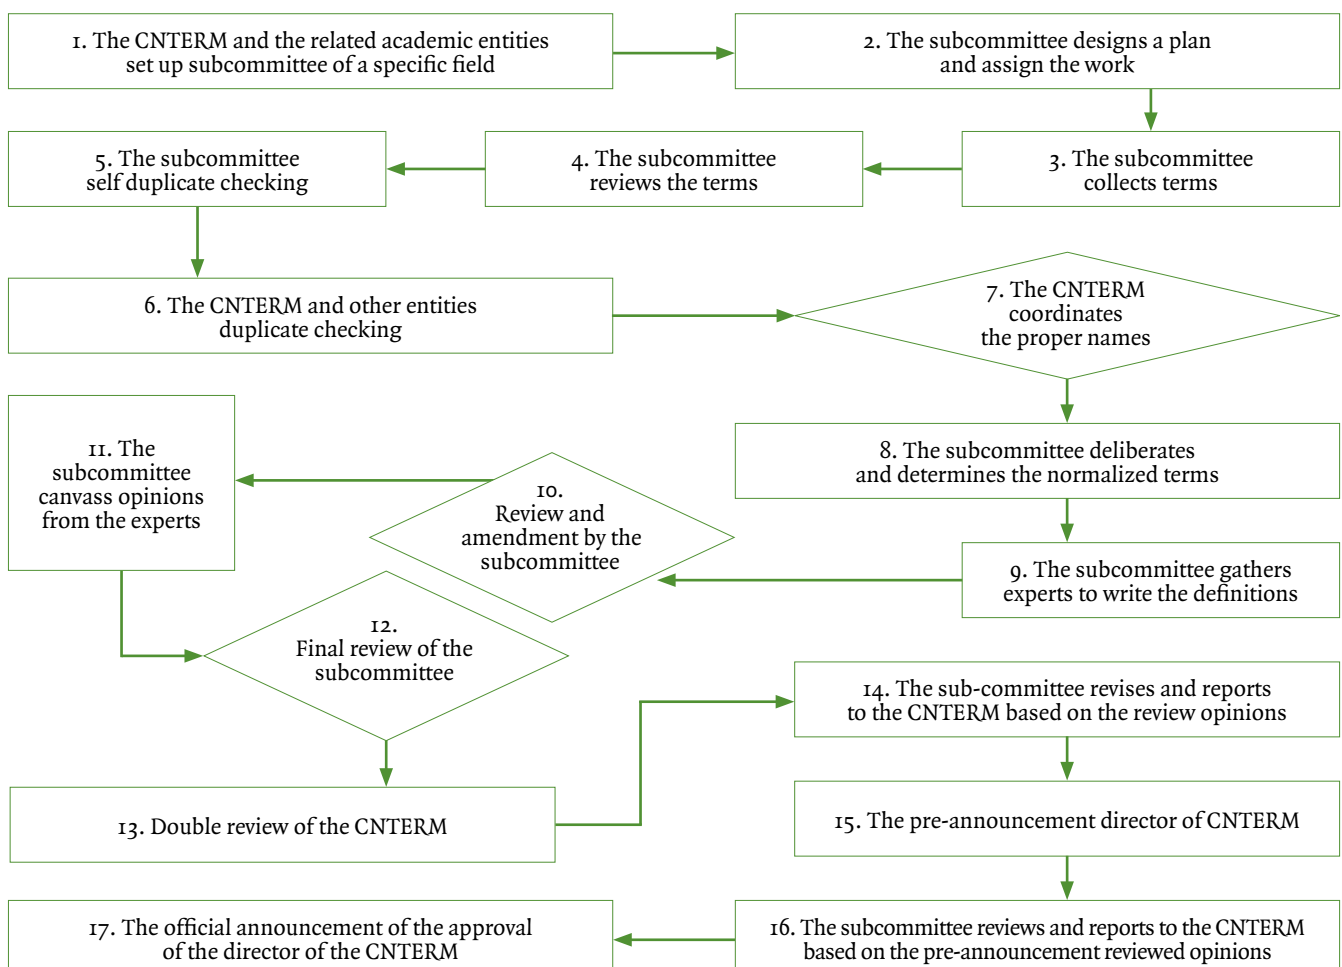 1. The CNTERM and the related academic entities
set up subcommittee of a specific field
2. The subcommittee designs a plan
and assign the work
3. The subcommittee
collects terms
4. The subcommittee
reviews the terms
5. The subcommittee
self duplicate checking
6. The CNTERM and other entities
duplicate checking
7. The CNTERM
coordinates
the proper names
8. The subcommittee deliberates
and determines the normalized terms
9. The subcommittee gathers
experts to write the definitions
10.
Review and
amendment by the
subcommittee
11. The
subcommittee
canvass opinions
from the experts
12.
Final review of the
subcommittee
13. Double review of the CNTERM
14. The sub-committee revises and reports
to the CNTERM based on the review opinions
15. The pre-announcement director of CNTERM
16. The subcommittee reviews and reports to the CNTERM
based on the pre-announcement reviewed opinions
17. The official announcement of the approval
of the director of the CNTERM